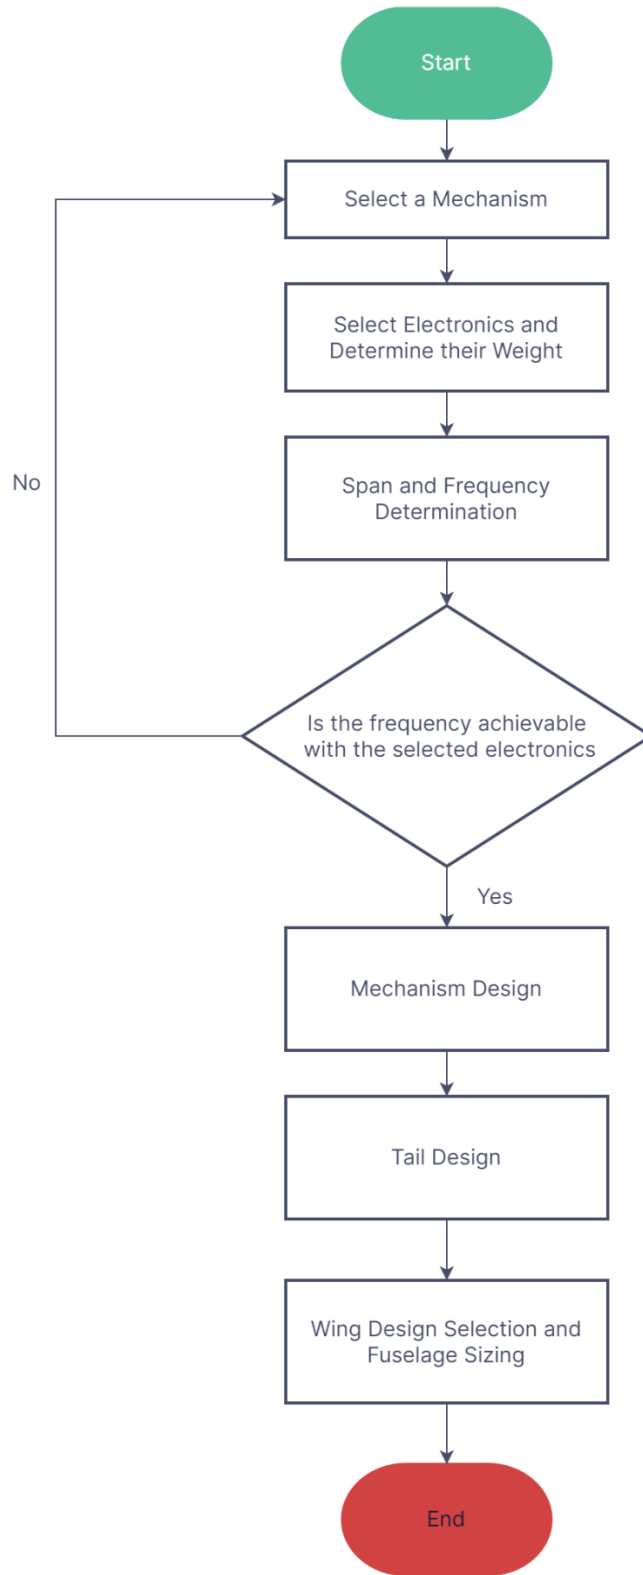 Start
Select a Mechanism
Select Electronics and
Determine their Weight
Span and Frequency
Determination
No
Is the frequency achievable
with the selected electronics
Yes
Mechanism Design
Tail Design
Wing Design Selection and
Fuselage Sizing
End